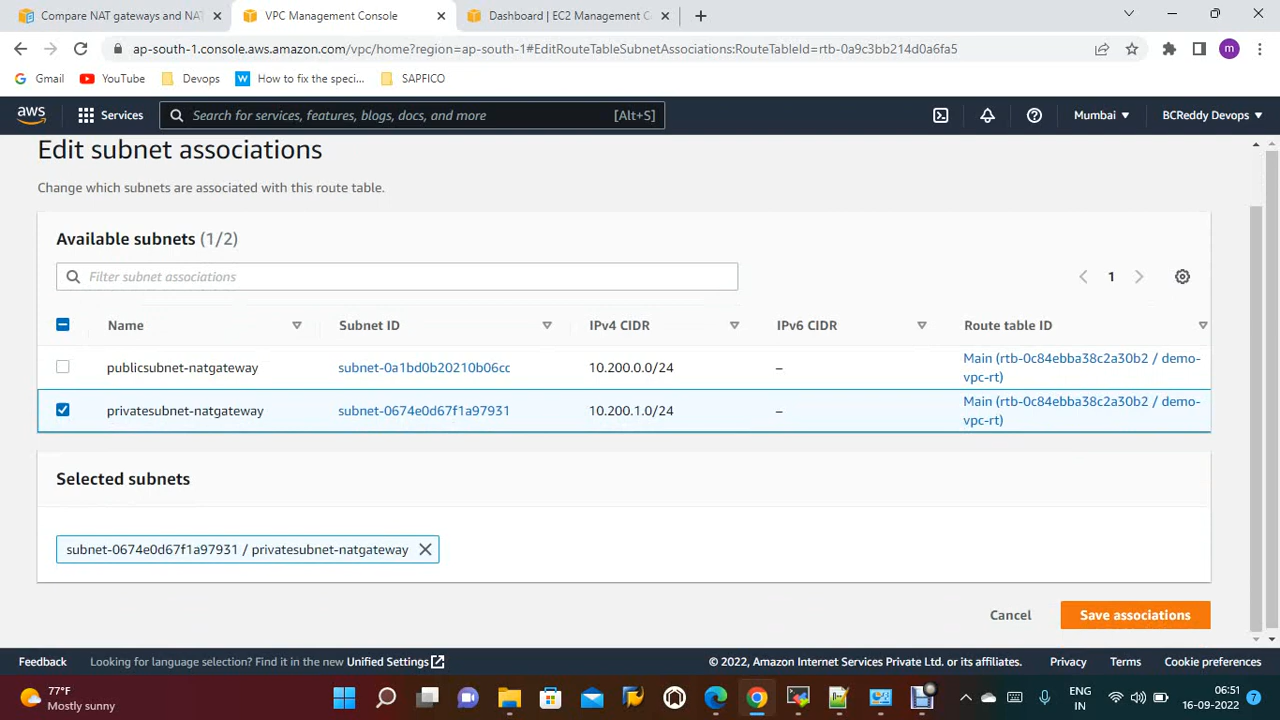 Compare NAT gateways and NAT
VPC Management Console
Dashboard | EC2 Management C
ap-south-1.console.aws.amazon.com/vpc/home?region=ap-south-1#EditRouteTableSubnetAssociations:RouteTableId=rtb-0a9c3bb214d0a6fa5
m
Gmail
YouTube
Devops
W
How to fix the speci...
SAPFICO
aws
Services
Search for services, features, blogs, docs, and more
[Alt+S]
Mumbai
BCReddy Devops
Edit subnet associations
Change which subnets are associated with this route table.
Available subnets (1/2)
Filter subnet associations
1
Name
Subnet ID
IPv4 CIDR
IPv6 CIDR
Route table ID
publicsubnet-natgateway
subnet-0a1bd0b20210b06cc
10.200.0.0/24
–
Main (rtb-0c84ebba38c2a30b2 / demo-
vpc-rt)
privatesubnet-natgateway
subnet-0674e0d67f1a97931
10.200.1.0/24
–
Main (rtb-0c84ebba38c2a30b2 / demo-
vpc-rt)
Selected subnets
subnet-0674e0d67f1a97931 / privatesubnet-natgateway
Cancel
Save associations
Feedback
Looking for language selection? Find it in the new Unified Settings
© 2022, Amazon Internet Services Private Ltd. or its affiliates.
Privacy
Terms
Cookie preferences
77°F
Mostly sunny
ENG
IN
06:51
16-09-2022
7